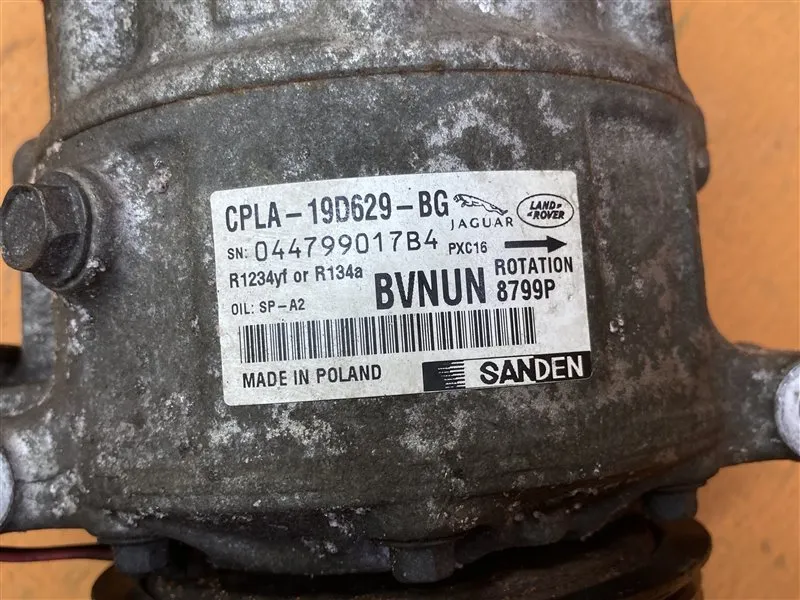 CPLA-19D629-BG JAGUAR LAND ROVER
SN: 044799017B4 PXC16
R1234yf or R134a ROTATION
OIL: SP-A2 BVNUN 8799P
MADE IN POLAND SANDEN